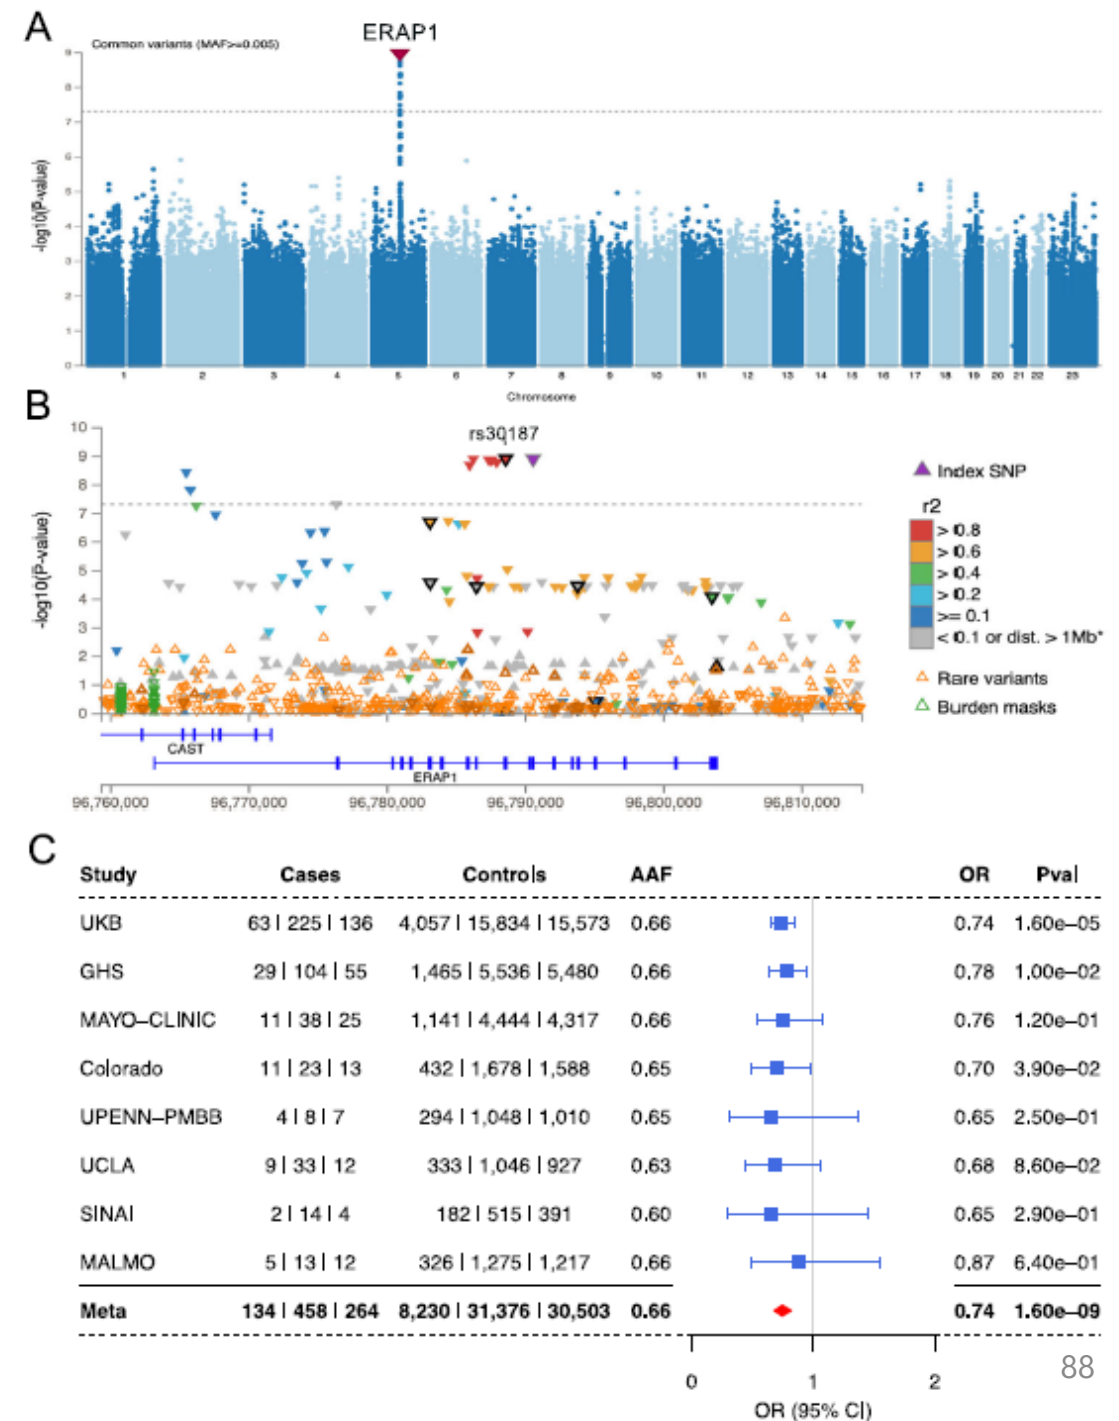 A
ERAP1
Common variants (MAF>=0.005)
9
8
7
6
5
4
3
2
1
0
-log10(P-value)
1 2 3 4 5 6 7 8 9 10 11 12 13 14 15 16 17 18 19 20 21 22 23
Chromosome
B
rs30187
10
9
8
7
6
5
4
3
2
1
0
-log10(P-value)
Index SNP
r2
> 0.8
> 0.6
> 0.4
> 0.2
>= 0.1
< 0.1 or dist. > 1Mb*
Rare variants
Burden masks
CAST
ERAP1
96,760,000 96,770,000 96,780,000 96,790,000 96,800,000 96,810,000
C
Study Cases Controls AAF OR Pval
UKB 63 | 225 | 136 4,057 | 15,834 | 15,573 0.66 0.74 1.60e−05
GHS 29 | 104 | 55 1,465 | 5,536 | 5,480 0.66 0.78 1.00e−02
MAYO−CLINIC 11 | 38 | 25 1,141 | 4,444 | 4,317 0.66 0.76 1.20e−01
Colorado 11 | 23 | 13 432 | 1,678 | 1,588 0.65 0.70 3.90e−02
UPENN−PMBB 4 | 8 | 7 294 | 1,048 | 1,010 0.65 0.65 2.50e−01
UCLA 9 | 33 | 12 333 | 1,046 | 927 0.63 0.68 8.60e−02
SINAI 2 | 14 | 4 182 | 515 | 391 0.60 0.65 2.90e−01
MALMO 5 | 13 | 12 326 | 1,275 | 1,217 0.66 0.87 6.40e−01
Meta 134 | 458 | 264 8,230 | 31,376 | 30,503 0.66 0.74 1.60e−09
0 1 2
88
OR (95% CI)